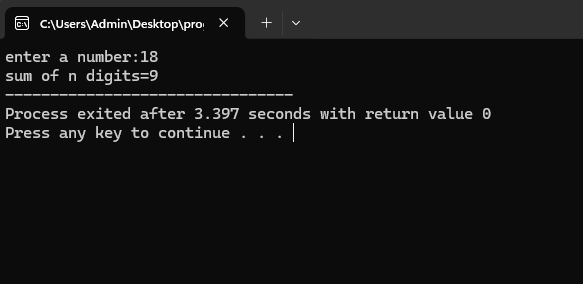 C:\Users\Admin\Desktop\pro
enter a number:18
sum of n digits=9
--------------------------------
Process exited after 3.397 seconds with return value 0
Press any key to continue . . .